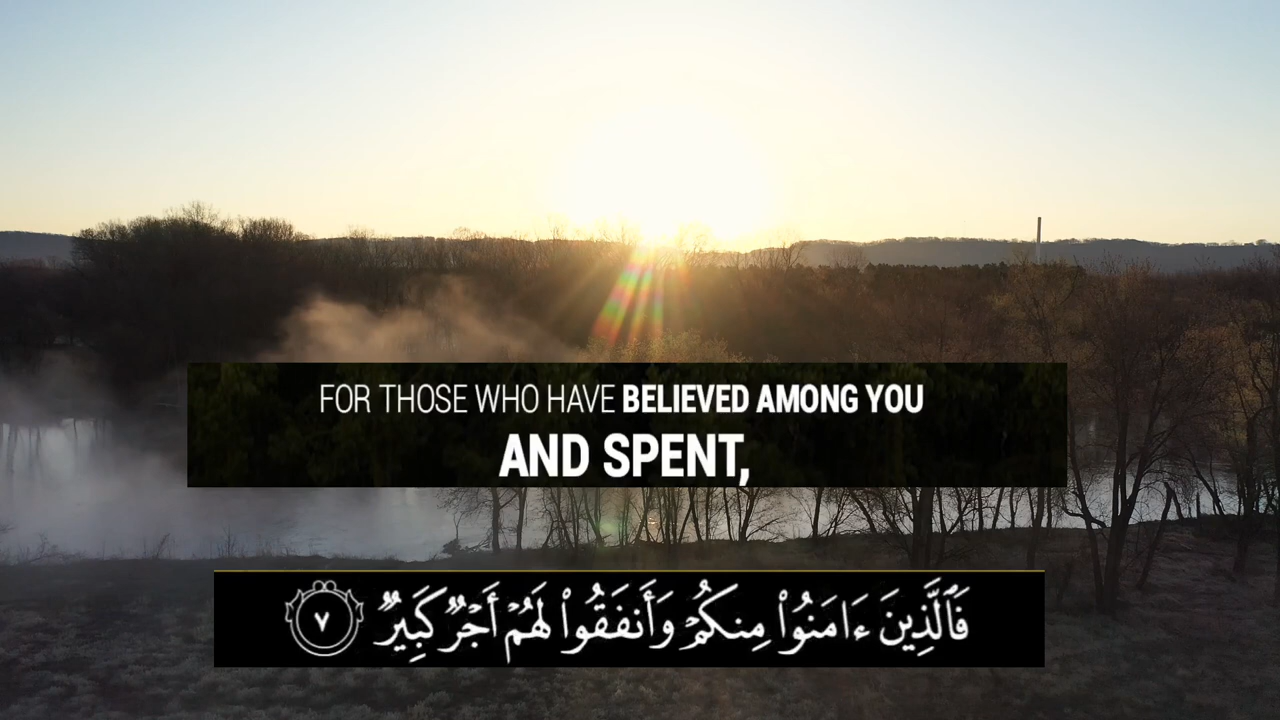 FOR THOSE WHO HAVE BELIEVED AMONG YOU
AND SPENT,
فَٱلَّذِينَ ءَامَنُوا۟ مِنكُمْ وَأَنفَقُوا۟ لَهُمْ أَجْرٌ كَبِيرٌ ٧